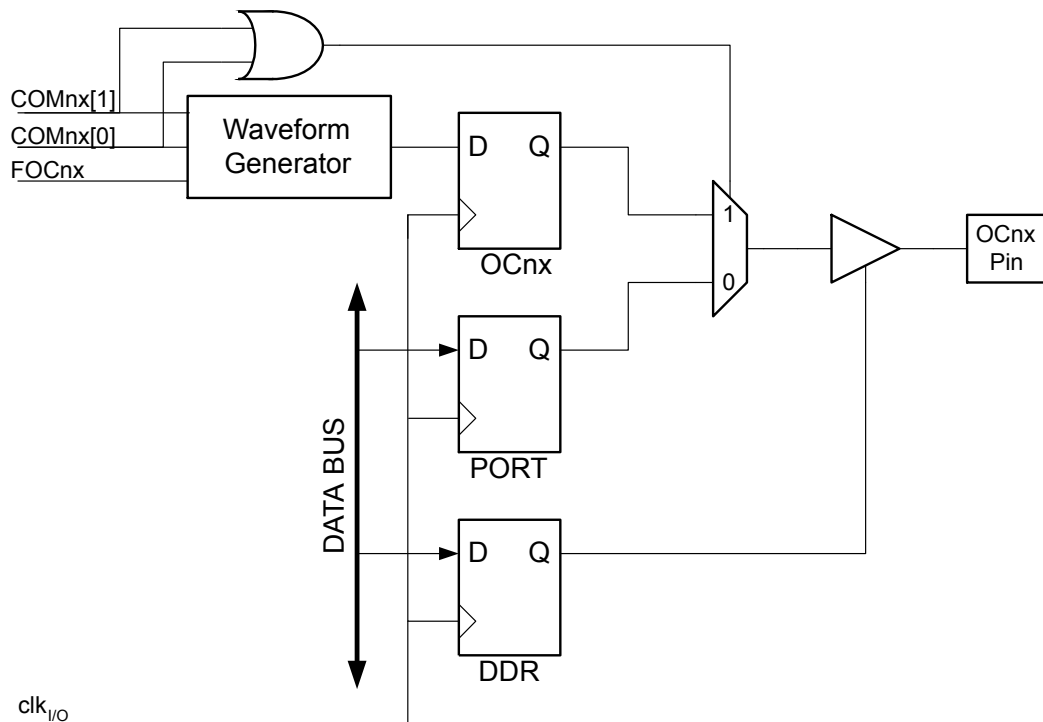 COMnx[1]
COMnx[0]
FOCnx
Waveform
Generator
D Q
OCnx
1
0
OCnx
Pin
DATA BUS
D Q
PORT
D Q
DDR
clkI/O